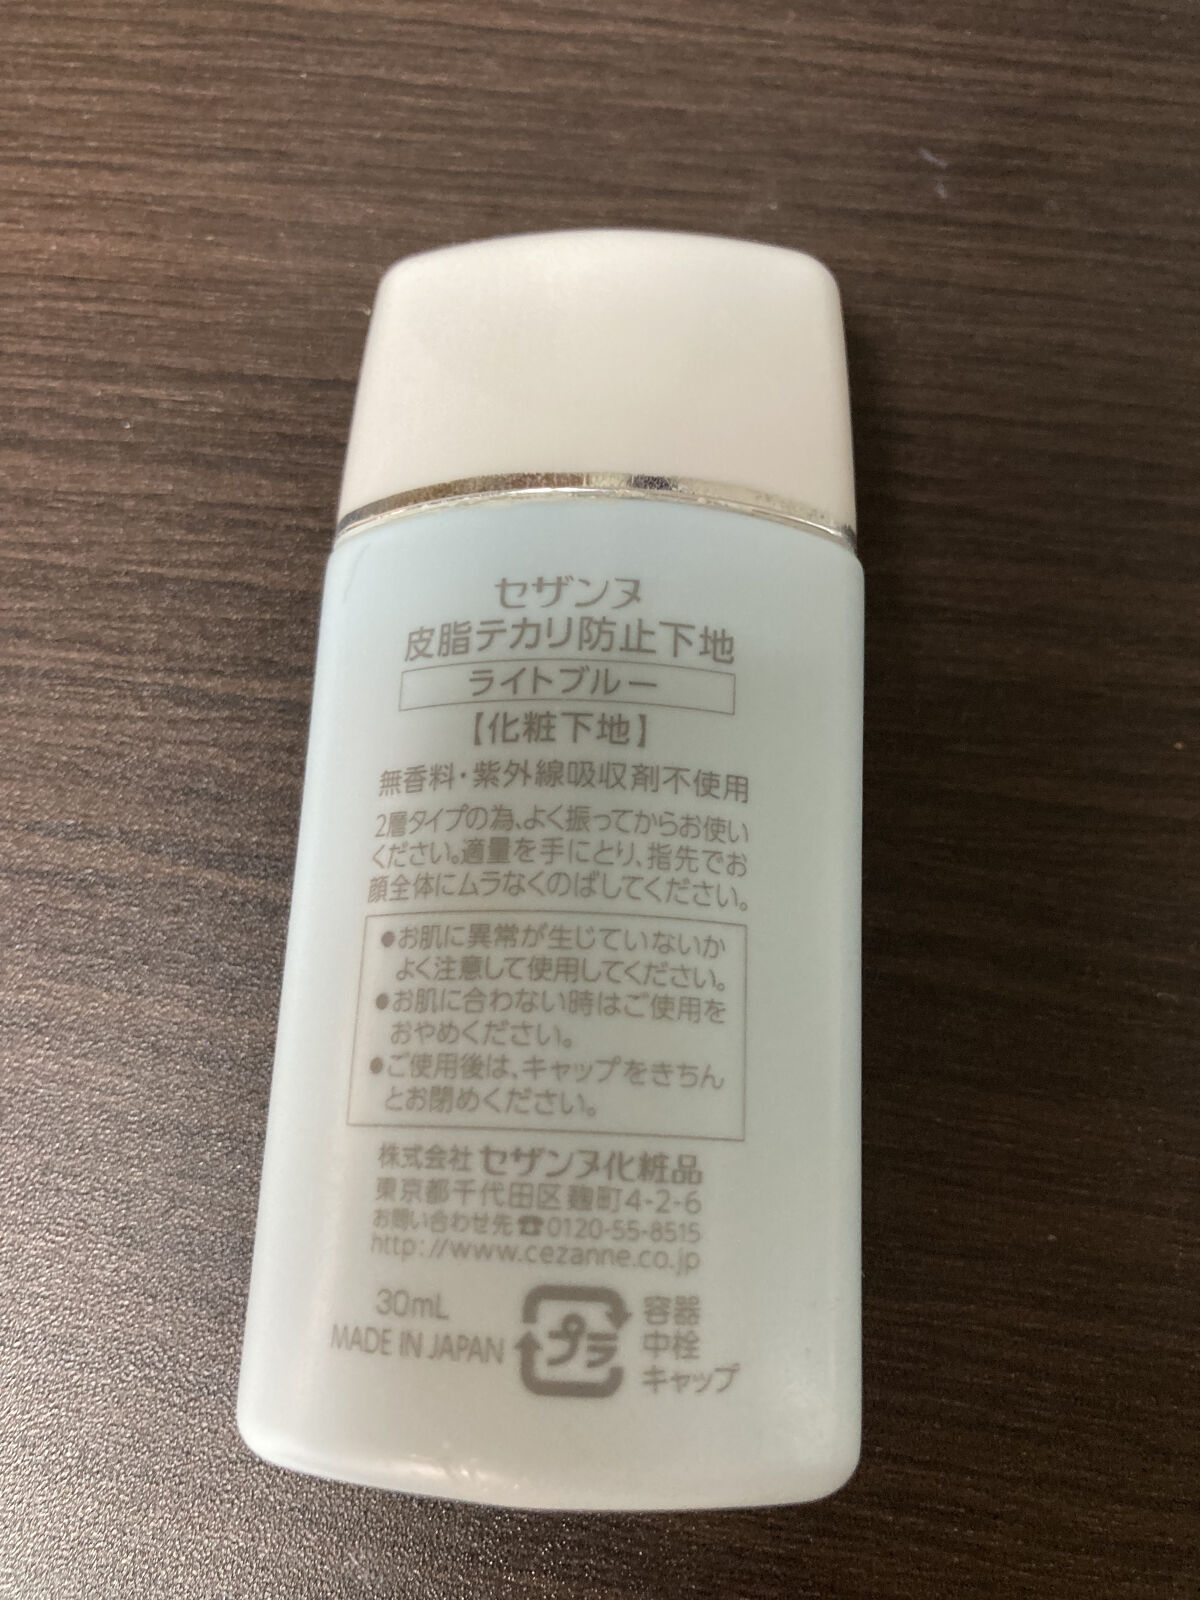 セザンヌ
皮脂テカリ防止下地
ライトブルー
【化粧下地】
無香料・紫外線吸収剤不使用
2層タイプの為、よく振ってからお使い
ください。適量を手にとり、指先でお
顔全体にムラなくのばしてください。
●お肌に異常が生じていないか
よく注意して使用してください。
●お肌に合わない時はご使用を
おやめください。
●ご使用後は、キャップをきちん
とお閉めください。
株式会社 セザンヌ化粧品
東京都千代田区麹町4-2-6
お問い合わせ先☎0120-55-8515
http://www.cezanne.co.jp
30mL
MADE IN JAPAN
プラ
容器
中栓
キャップ